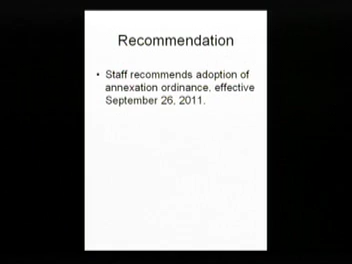 Recommendation
• Staff recommends adoption of
annexation ordinance, effective
September 26, 2011.